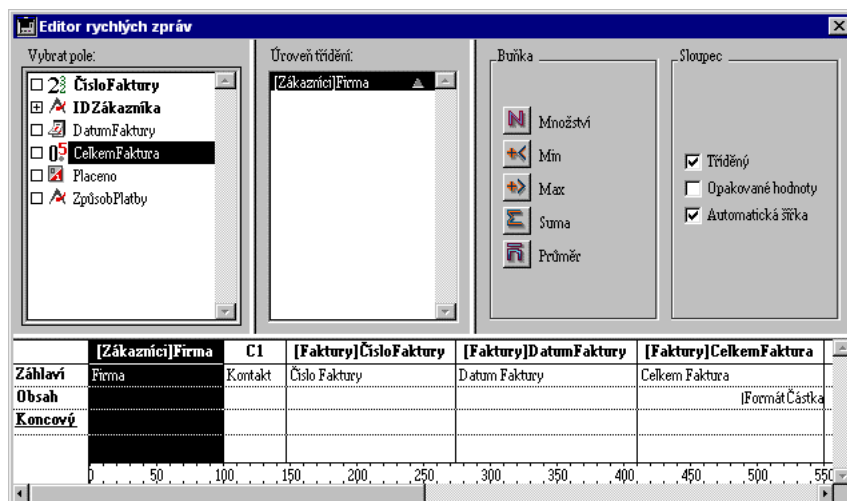 Editor rychlých zpráv
Vybrat pole:
ČísloFaktury
IDZákazníka
DatumFaktury
CelkemFaktura
Placeno
ZpůsobPlatby
Úroveň třídění:
[Zákazníci]Firma
Buňka
Množství
Min
Max
Suma
Průměr
Sloupec
Tříděný
Opakované hodnoty
Automatická šířka
[Zákazníci]Firma C1 [Faktury]ČísloFaktury [Faktury]DatumFaktury [Faktury]CelkemFaktura
Záhlaví Firma Kontakt Číslo Faktury Datum Faktury Celkem Faktura
Obsah |FormátČástka
Koncový
0 50 100 150 200 250 300 350 400 450 500 550